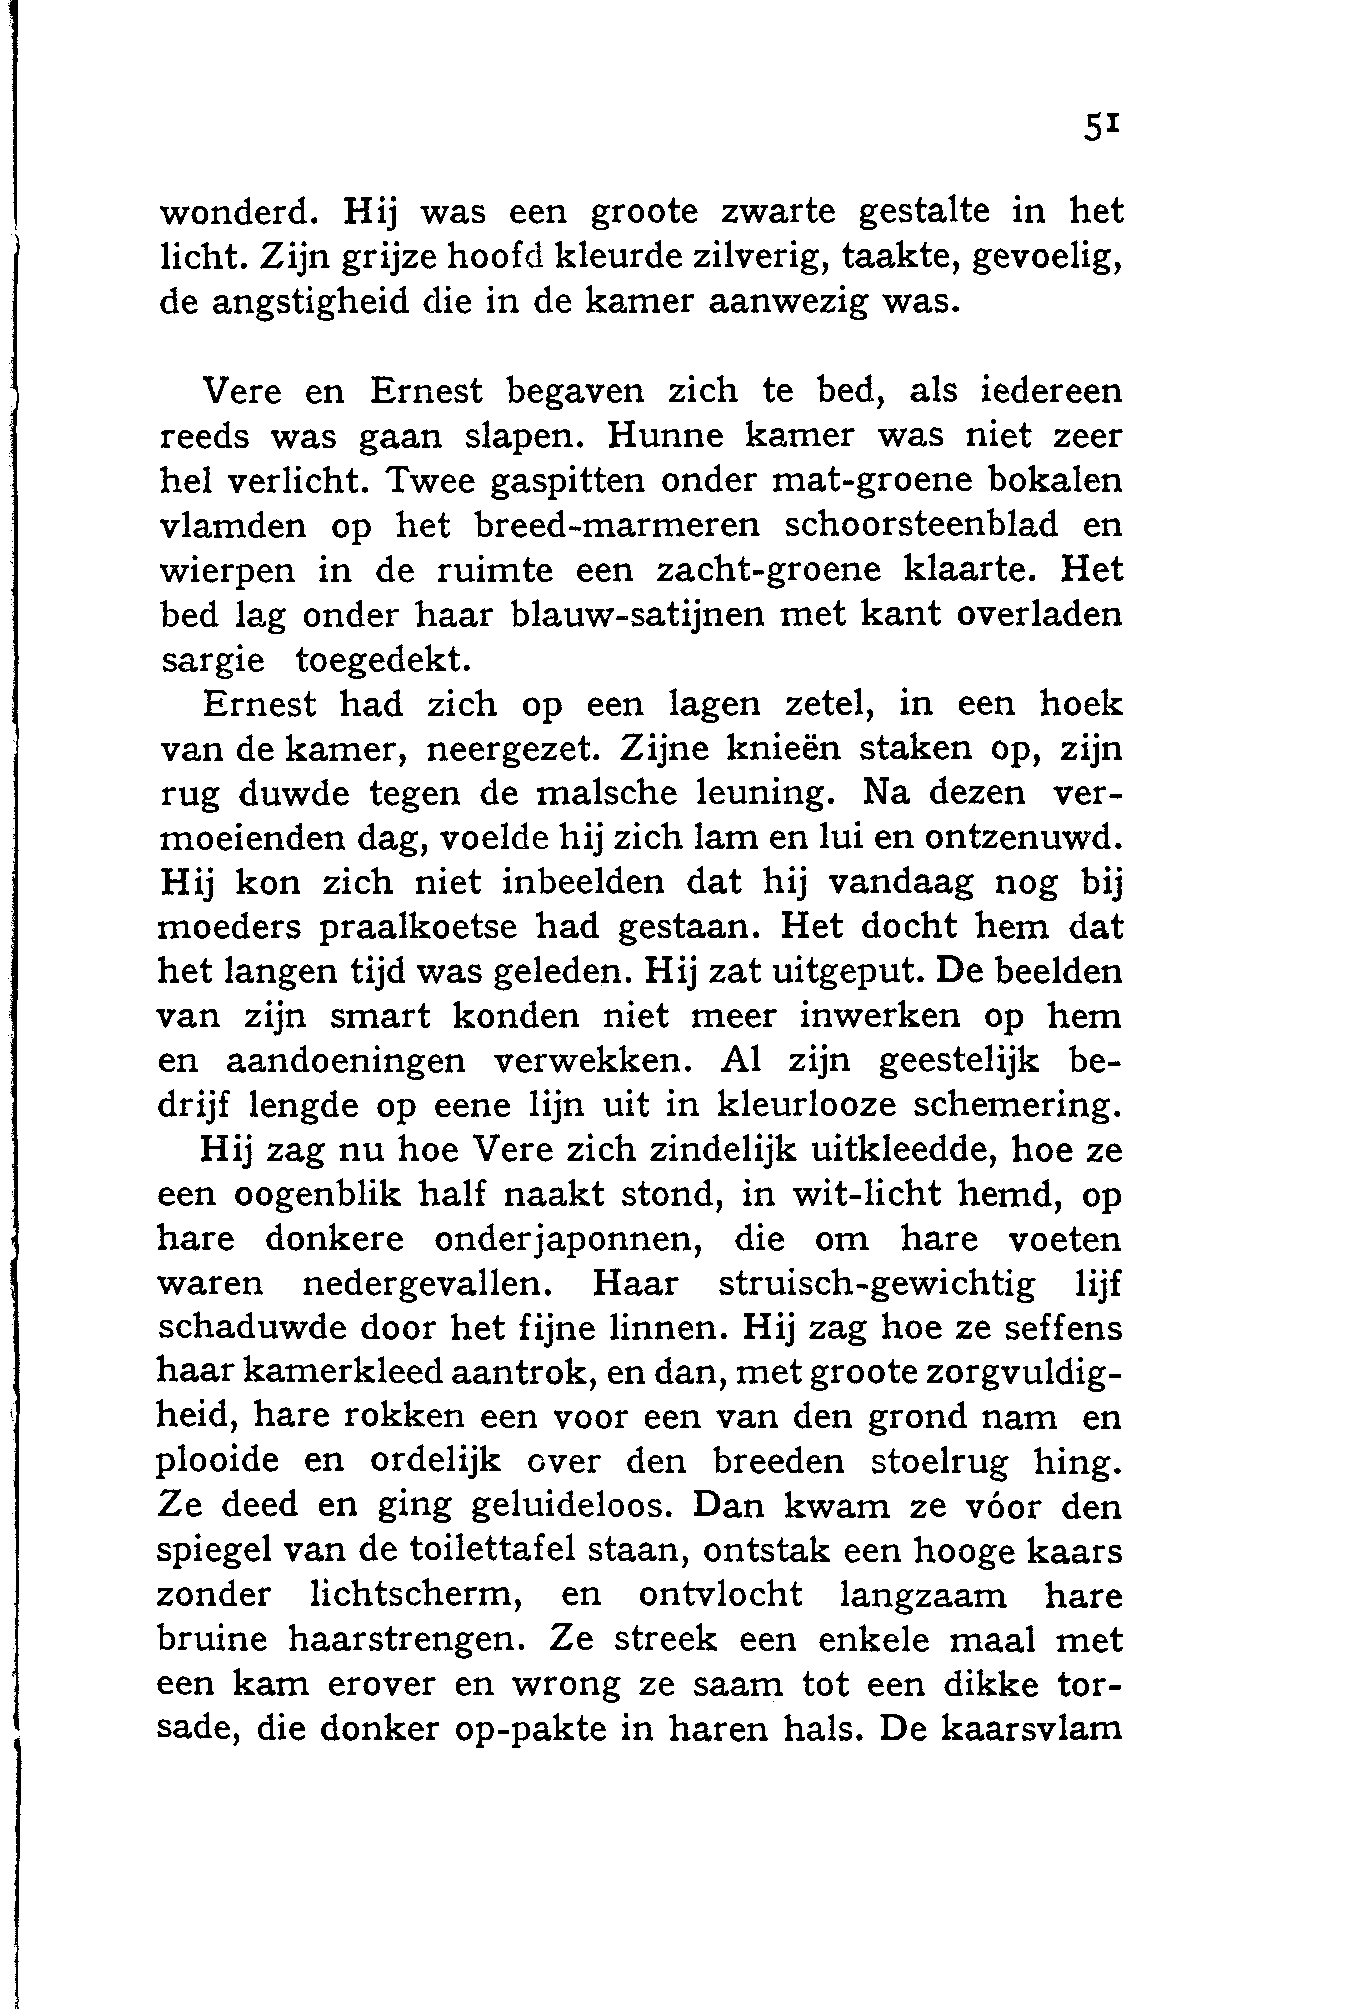 51
wonderd. Hij was een groote zwarte gestalte in het
licht. Zijn grijze hoofd kleurde zilverig, taakte, gevoelig,
de angstigheid die in de kamer aanwezig was.
Vere en Ernest begaven zich te bed, als iedereen
reeds was gaan slapen. Hunne kamer was niet zeer
hel verlicht. Twee gaspitten onder mat-groene bokalen
vlamden op het breed-marmeren schoorsteenblad en
wierpen in de ruimte een zacht-groene klaarte. Het
bed lag onder haar blauw-satijnen met kant overladen
sargie toegedekt.
Ernest had zich op een lagen zetel, in een hoek
van de kamer, neergezet. Zijne knieën staken op, zijn
rug duwde tegen de malsche leuning. Na dezen ver-
moeienden dag, voelde hij zich lam en lui en ontzenuwd.
Hij kon zich niet inbeelden dat hij vandaag nog bij
moeders praalkoetse had gestaan. Het docht hem dat
het langen tijd was geleden. Hij zat uitgeput. De beelden
van zijn smart konden niet meer inwerken op hem
en aandoeningen verwekken. Al zijn geestelijk be-
drijf lengde op eene lijn uit in kleurlooze schemering.
Hij zag nu hoe Vere zich zindelijk uitkleedde, hoe ze
een oogenblik half naakt stond, in wit-licht hemd, op
hare donkere onderjaponnen, die om hare voeten
waren nedergevallen. Haar struisch-gewichtig lijf
schaduwde door het fijne linnen. Hij zag hoe ze seffens
haar kamerkleed aantrok, en dan, met groote zorgvuldig-
heid, hare rokken een voor een van den grond nam en
plooide en ordelijk over den breeden stoelrug hing.
Ze deed en ging geluideloos. Dan kwam ze vóor den
spiegel van de toilettafel staan, ontstak een hooge kaars
zonder lichtscherm, en ontvlocht langzaam hare
bruine haarstrengen. Ze streek een enkele maal met
een kam erover en wrong ze saam tot een dikke tor-
sade, die donker op-pakte in haren hals. De kaarsvlam